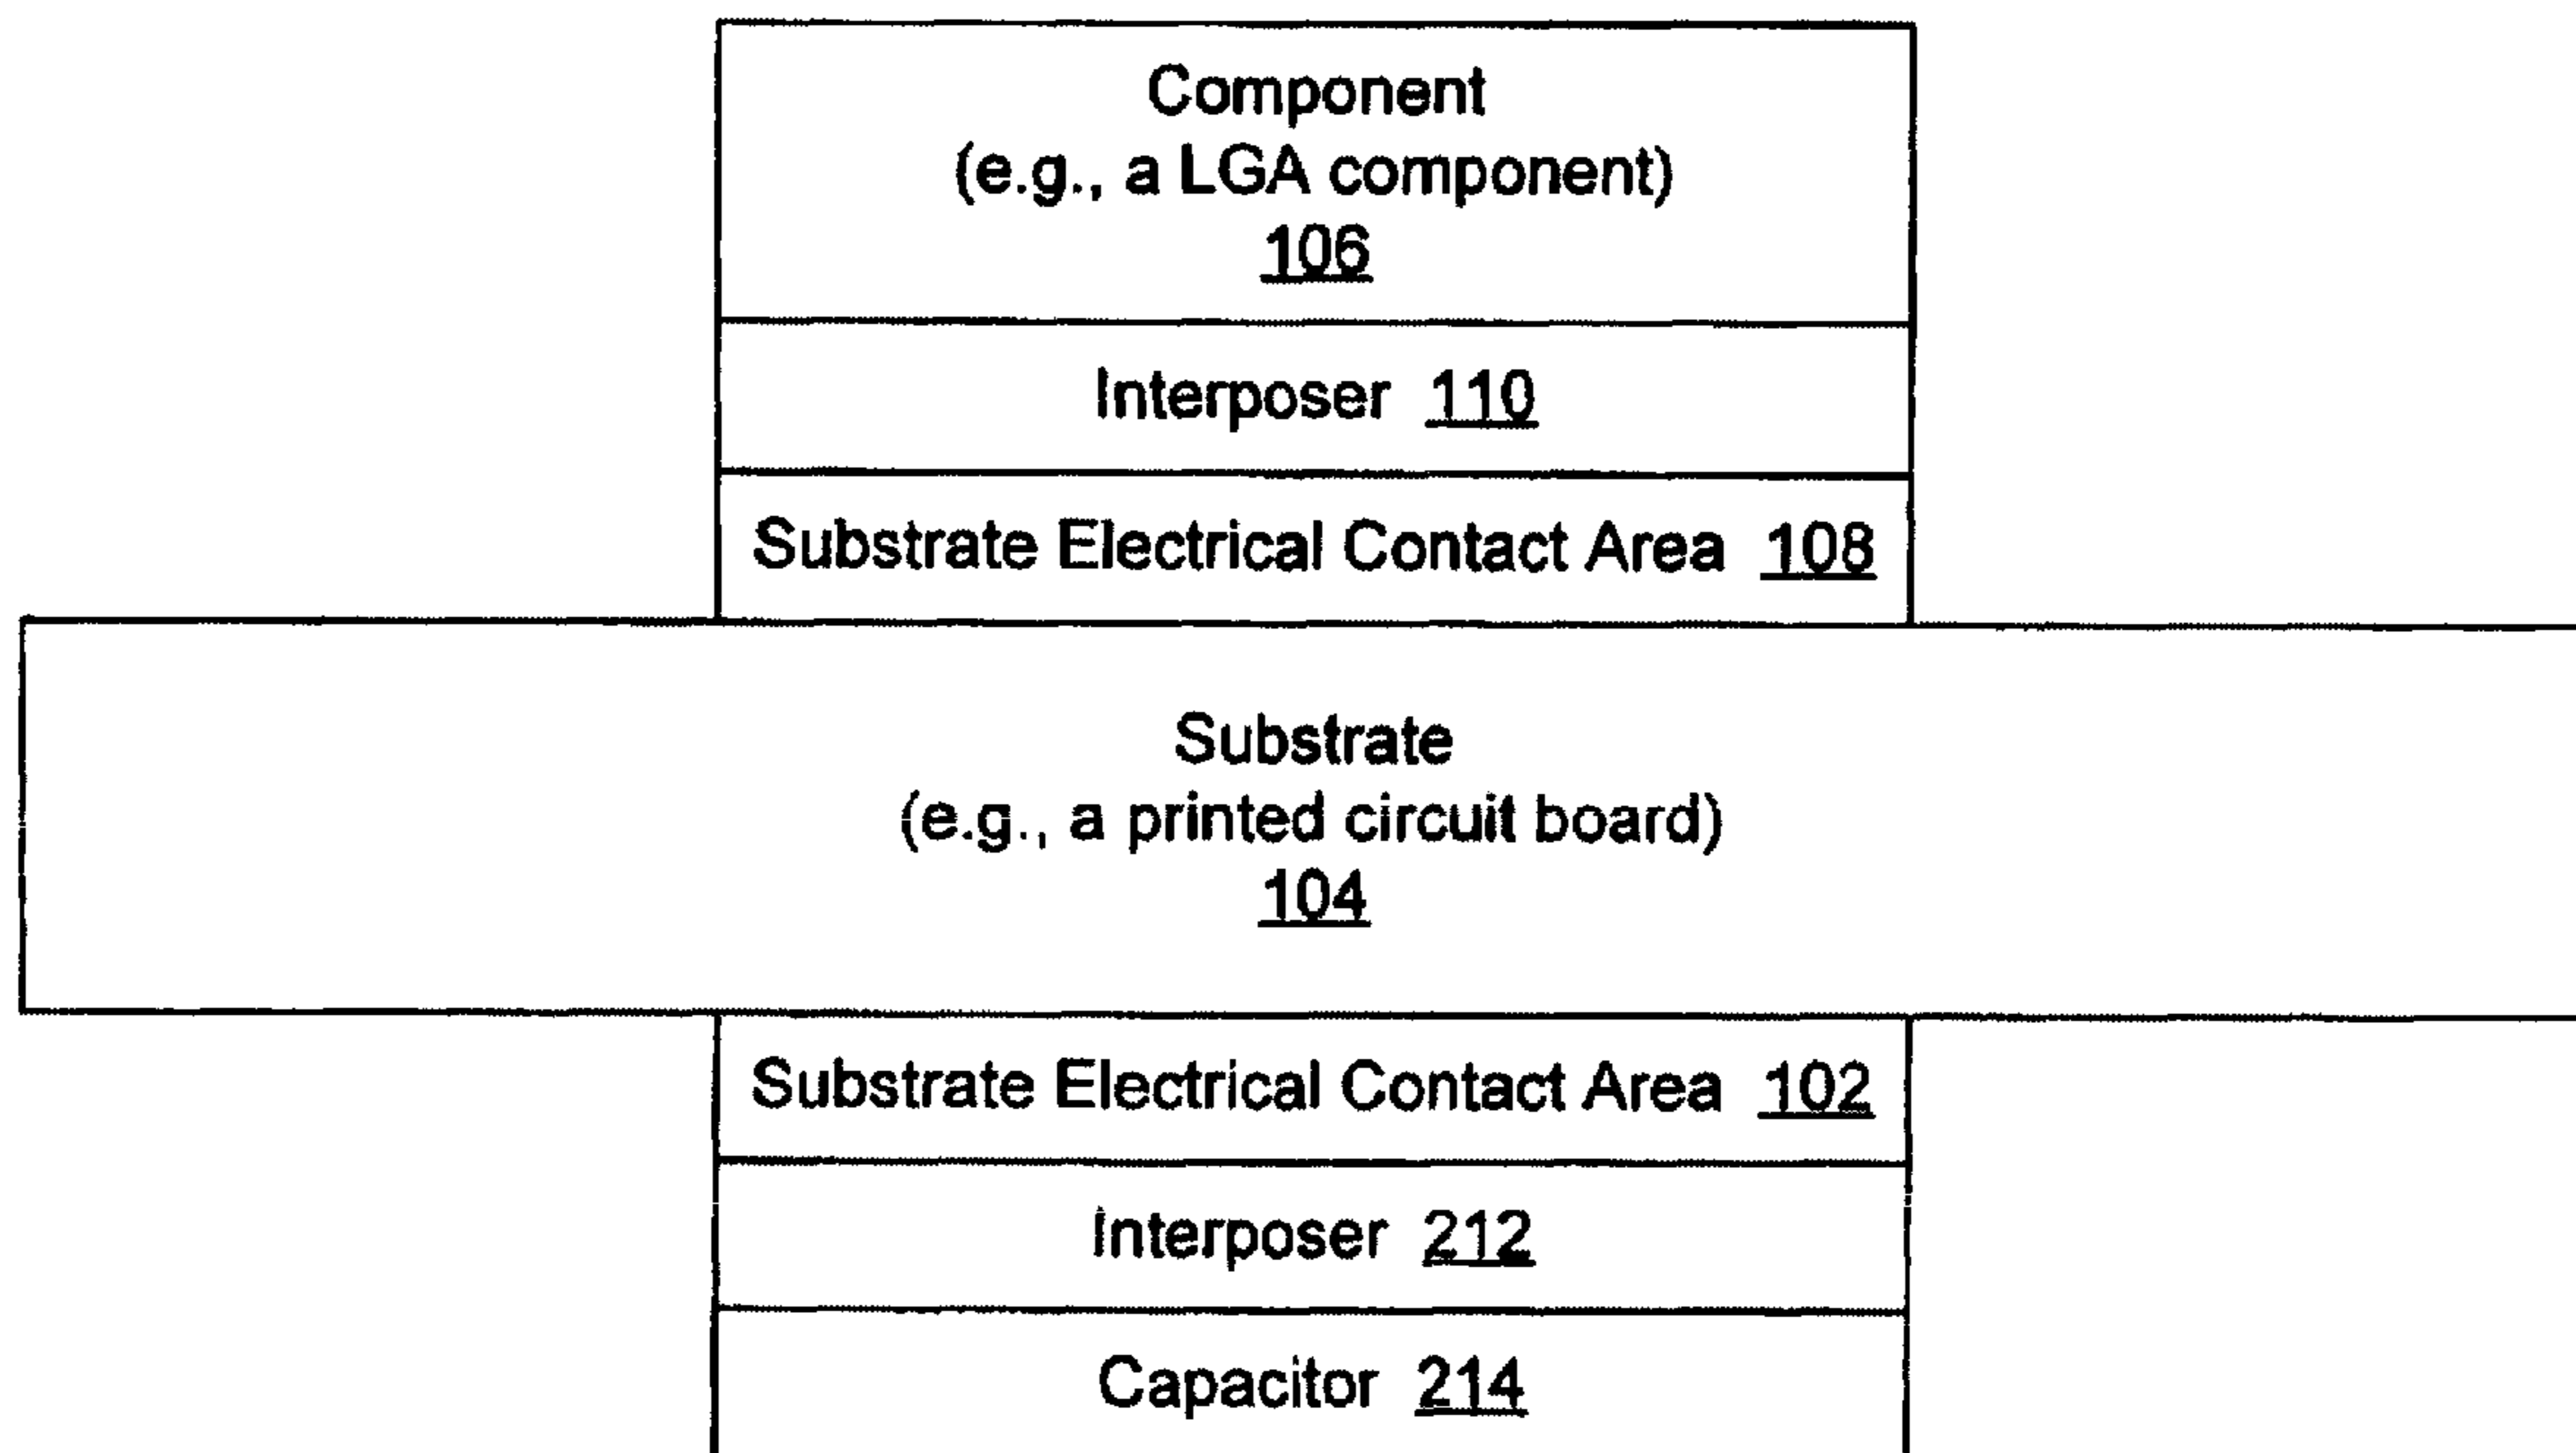 Component
(e.g., a LGA component)
106
Interposer 110
Substrate Electrical Contact Area 108
Substrate
(e.g., a printed circuit board)
104
Substrate Electrical Contact Area 102
Interposer 212
Capacitor 214